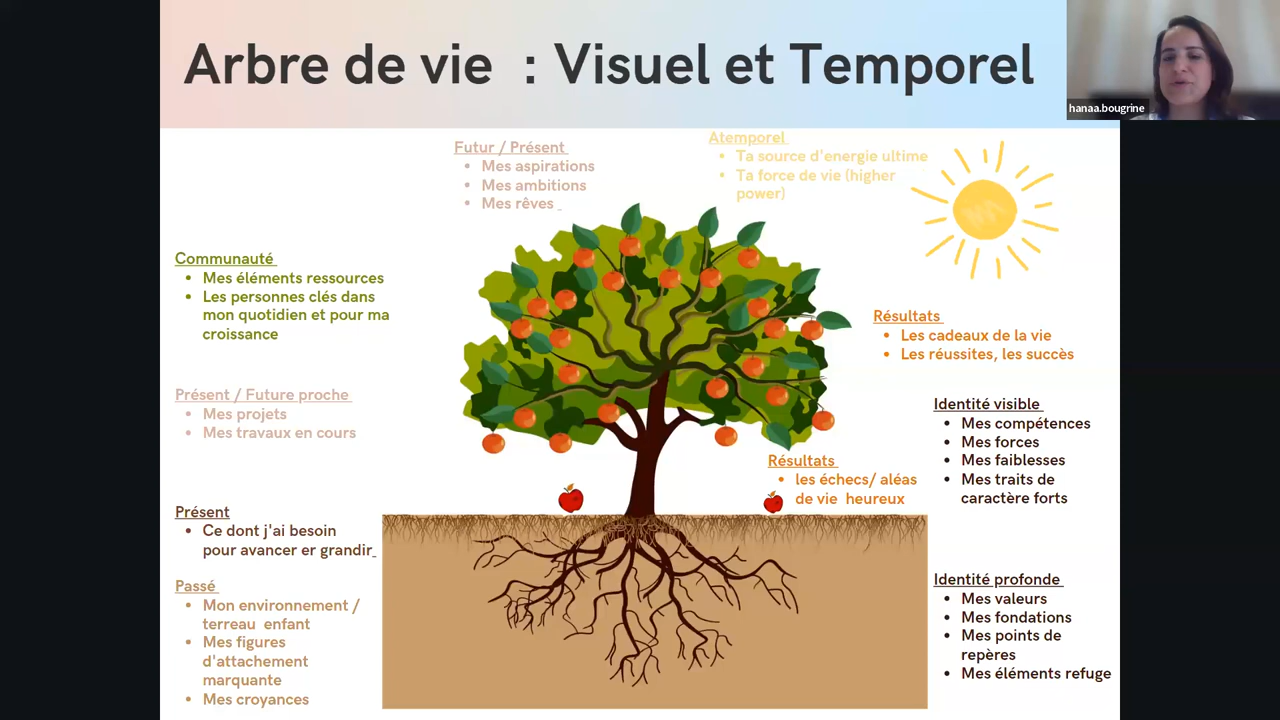 Arbre de vie : Visuel et Temporel
hanaa.bougrine
Futur / Présent
• Mes aspirations
• Mes ambitions
• Mes rêves _
Atemporel
• Ta source d'energie ultime
• Ta force de vie (higher
power)
Communauté
• Mes éléments ressources
• Les personnes clés dans
mon quotidien et pour ma
croissance
Résultats
• Les cadeaux de la vie
• Les réussites, les succès
Présent / Future proche
• Mes projets
• Mes travaux en cours
Identité visible
• Mes compétences
• Mes forces
• Mes faiblesses
• Mes traits de
caractère forts
Résultats
• les échecs/ aléas
de vie heureux
Présent
• Ce dont j'ai besoin
pour avancer er grandir_
Passé
• Mon environnement /
terreau enfant
• Mes figures
d'attachement
marquante
• Mes croyances
Identité profonde
• Mes valeurs
• Mes fondations
• Mes points de
repères
• Mes éléments refuge